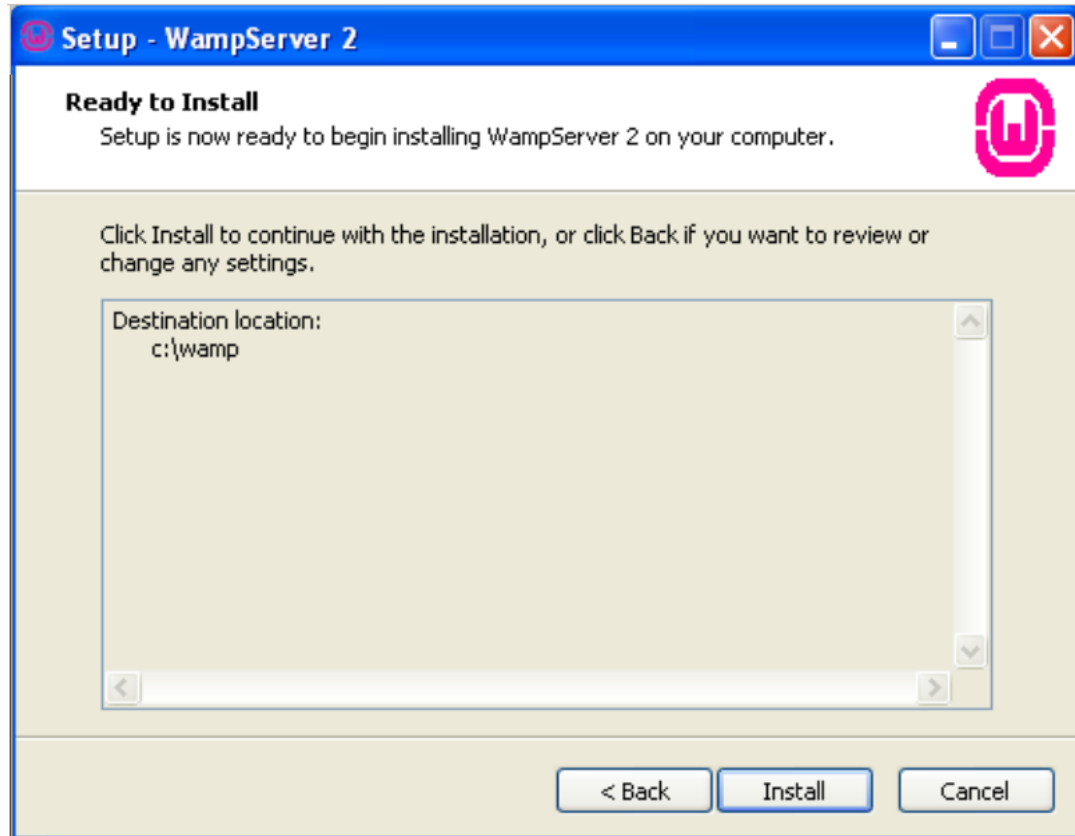 Setup - WampServer 2
Ready to Install
Setup is now ready to begin installing WampServer 2 on your computer.
Click Install to continue with the installation, or click Back if you want to review or
change any settings.
Destination location:
c:\wamp
< Back
Install
Cancel